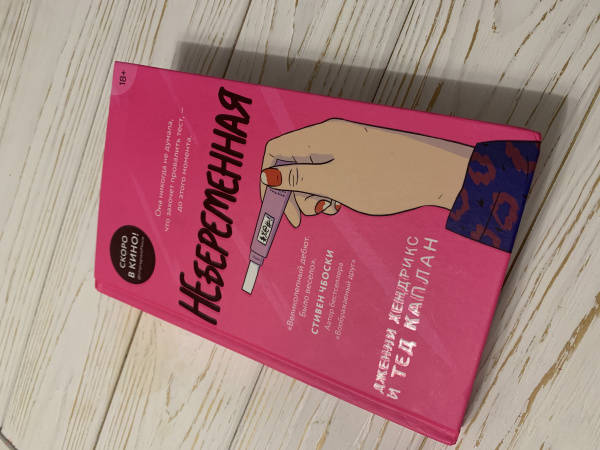 18+
Она никогда не думала,
что захочет провалить тест, –
до этого момента...
СКОРО
В КИНО!
НЕБЕРЕМЕННАЯ
«Великолепный дебют.
Было весело».
СТИВЕН ЧБОСКИ
Автор бестселлера
«Воображаемый друг»
ДЖЕННИ ХЕНДРИКС
И ТЕД КАПЛАН